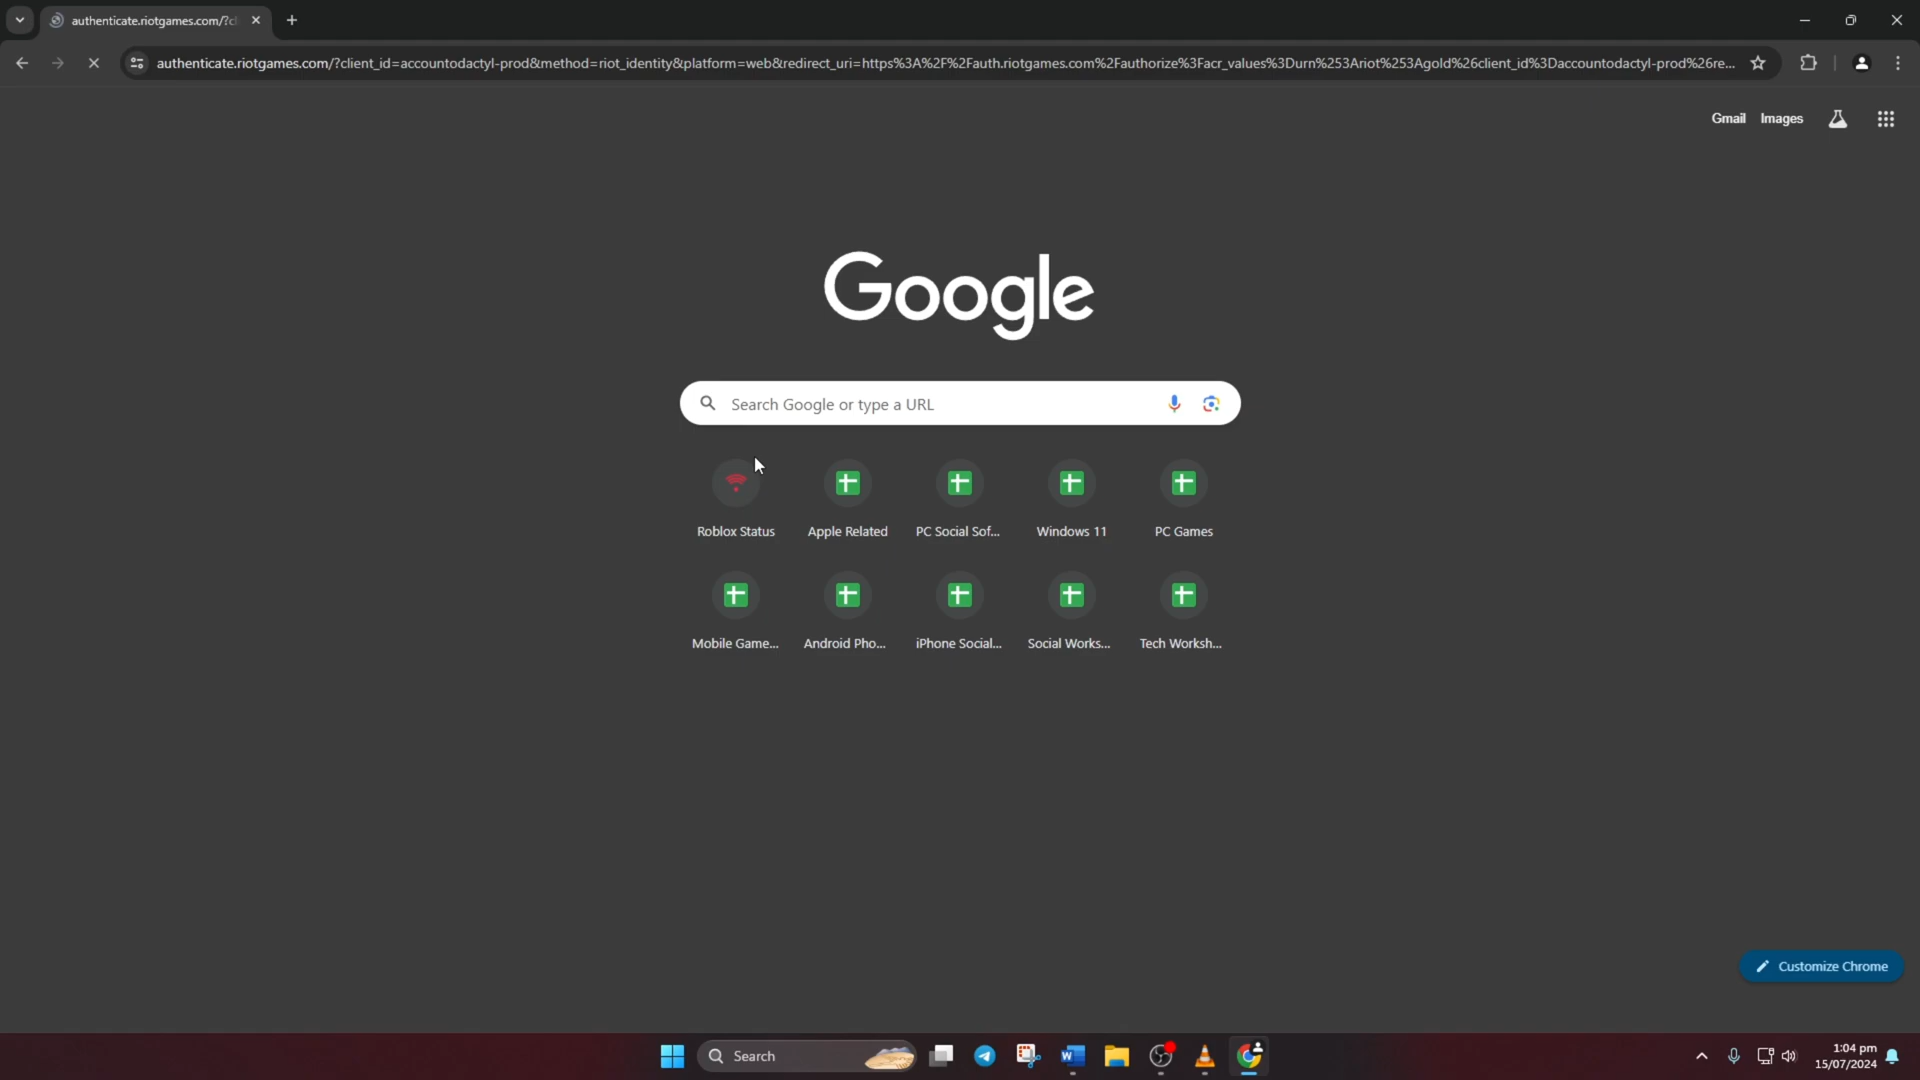 authenticate.riotgames.com/?cl
authenticate.riotgames.com/?client_id=accountodactyl-prod&method=riot_identity&platform=web&redirect_uri=https%3A%2F%2Fauth.riotgames.com%2Fauthorize%3Facr_values%3Durn%253Ariot%253Agold%26client_id%3Daccountodactyl-prod%26re...
Gmail Images
Google
Search Google or type a URL
Roblox Status Apple Related PC Social Sof... Windows 11 PC Games
Mobile Game... Android Pho... iPhone Social... Social Works... Tech Worksh...
Customize Chrome
Search
1:04 pm
15/07/2024